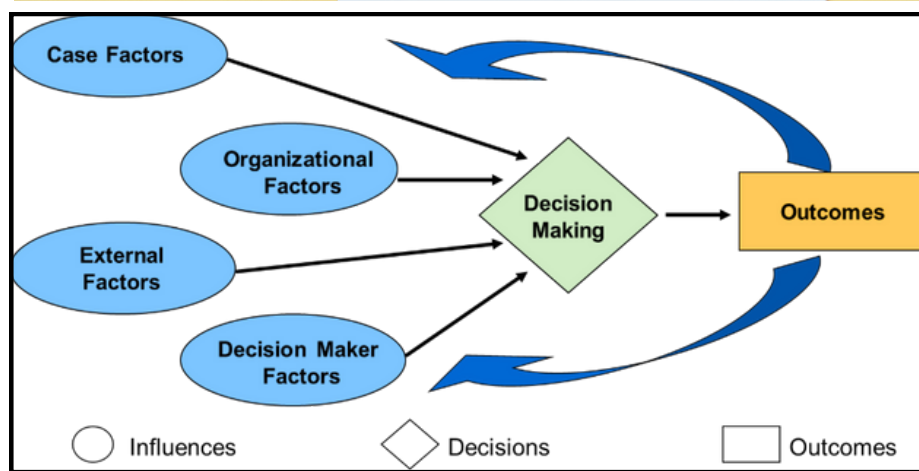 Case Factors
Organizational
Factors
External
Factors
Decision Maker
Factors
Decision
Making
Outcomes
Influences
Decisions
Outcomes